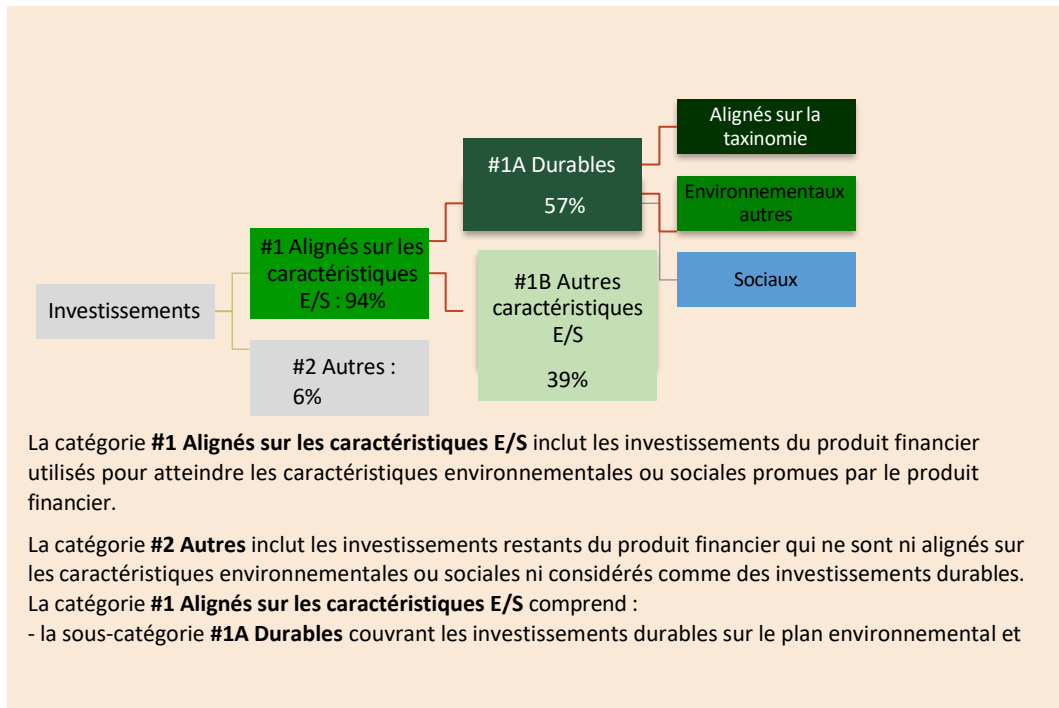 Alignés sur la
taxinomie
#1A Durables
57%
Environnementaux
autres
#1 Alignés sur les
caractéristiques
E/S : 94%
Sociaux
#1B Autres
caractéristiques
E/S
39%
Investissements
#2 Autres :
6%
La catégorie #1 Alignés sur les caractéristiques E/S inclut les investissements du produit financier
utilisés pour atteindre les caractéristiques environnementales ou sociales promues par le produit
financier.
La catégorie #2 Autres inclut les investissements restants du produit financier qui ne sont ni alignés sur
les caractéristiques environnementales ou sociales ni considérés comme des investissements durables.
La catégorie #1 Alignés sur les caractéristiques E/S comprend :
- la sous-catégorie #1A Durables couvrant les investissements durables sur le plan environnemental et